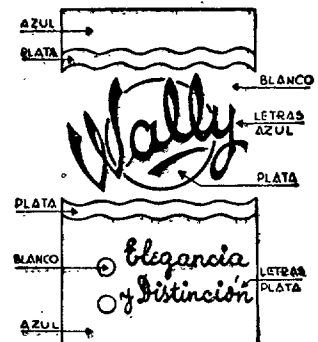 AZUL
PLATA
BLANCO
Wally
LETRAS
AZUL
PLATA
PLATA
BLANCO
Elegancia
y Distinción
LETRAS
PLATA
AZUL